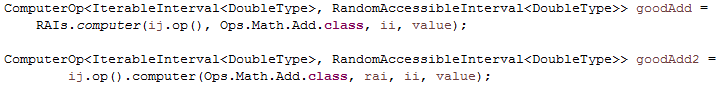 ComputerOp<IterableInterval<DoubleType>, RandomAccessibleInterval<DoubleType>> goodAdd =
RAIs.computer(ij.op(), Ops.Math.Add.class, ii, value);
ComputerOp<IterableInterval<DoubleType>, RandomAccessibleInterval<DoubleType>> goodAdd2 =
ij.op().computer(Ops.Math.Add.class, rai, ii, value);